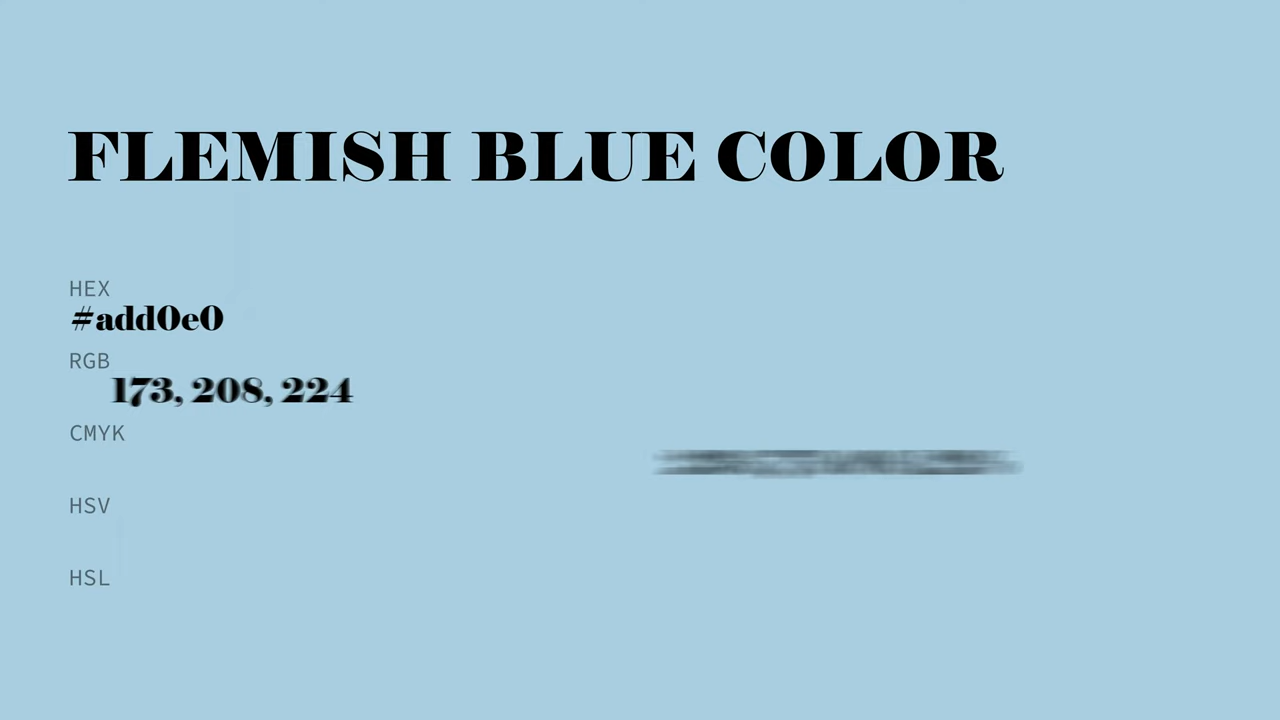 FLEMISH BLUE COLOR
HEX
#add0e0
RGB
173, 208, 224
CMYK
HSV
HSL